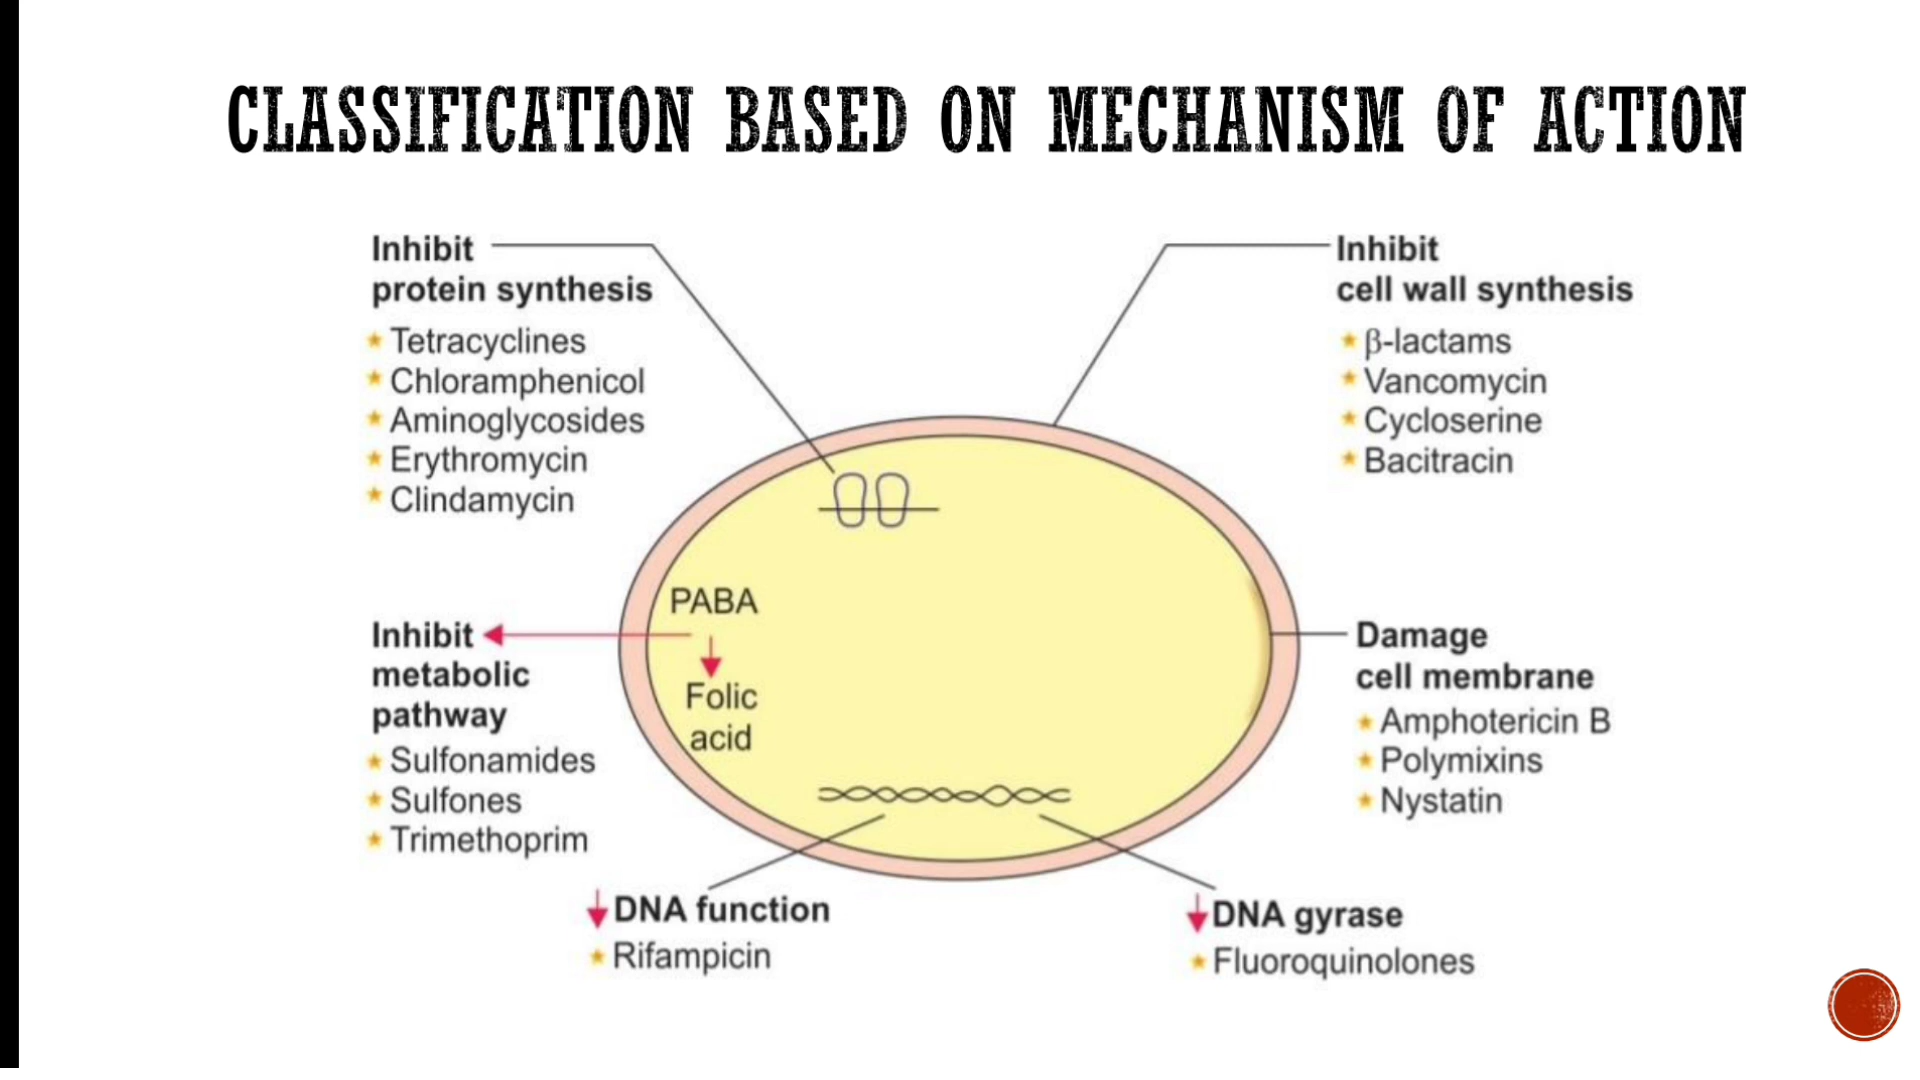 CLASSIFICATION BASED ON MECHANISM OF ACTION
Inhibit
protein synthesis
Tetracyclines
Chloramphenicol
Aminoglycosides
Erythromycin
Clindamycin
Inhibit
cell wall synthesis
β-lactams
Vancomycin
Cycloserine
Bacitracin
PABA
Folic
acid
Inhibit
metabolic
pathway
Sulfonamides
Sulfones
Trimethoprim
Damage
cell membrane
Amphotericin B
Polymixins
Nystatin
DNA function
Rifampicin
DNA gyrase
Fluoroquinolones